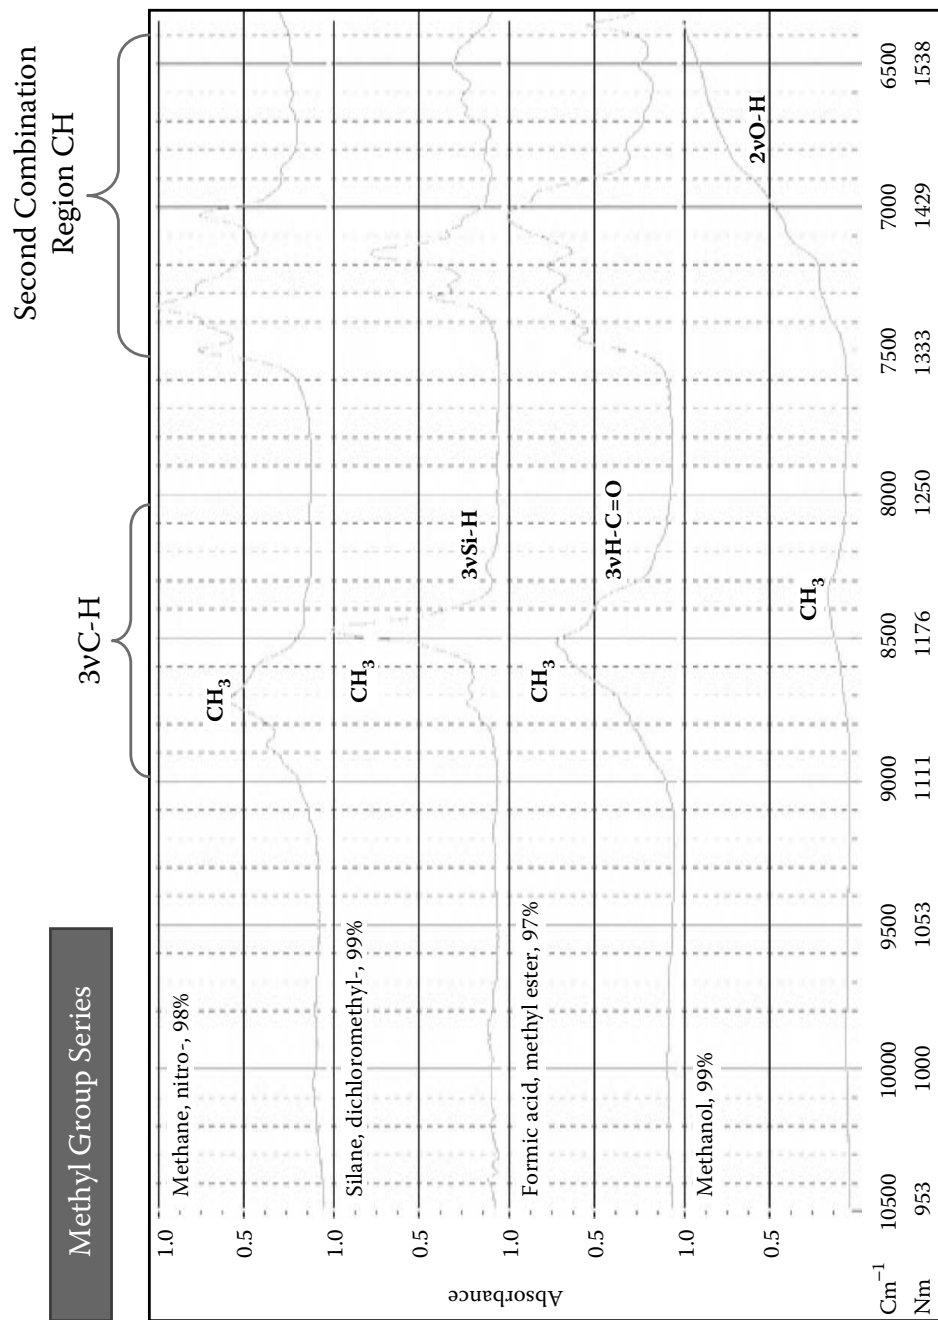 Methyl Group Series
3νC-H
Second Combination
Region CH
Absorbance
1.0
Methane, nitro-, 98%
0.5
CH₃
1.0
Silane, dichloromethyl-, 99%
0.5
CH₃
3νSi-H
1.0
Formic acid, methyl ester, 97%
0.5
CH₃
3νH-C=O
1.0
Methanol, 99%
0.5
CH₃
2νO-H
Cm⁻¹ 10500 10000 9500 9000 8500 8000 7500 7000 6500
Nm 953 1000 1053 1111 1176 1250 1333 1429 1538